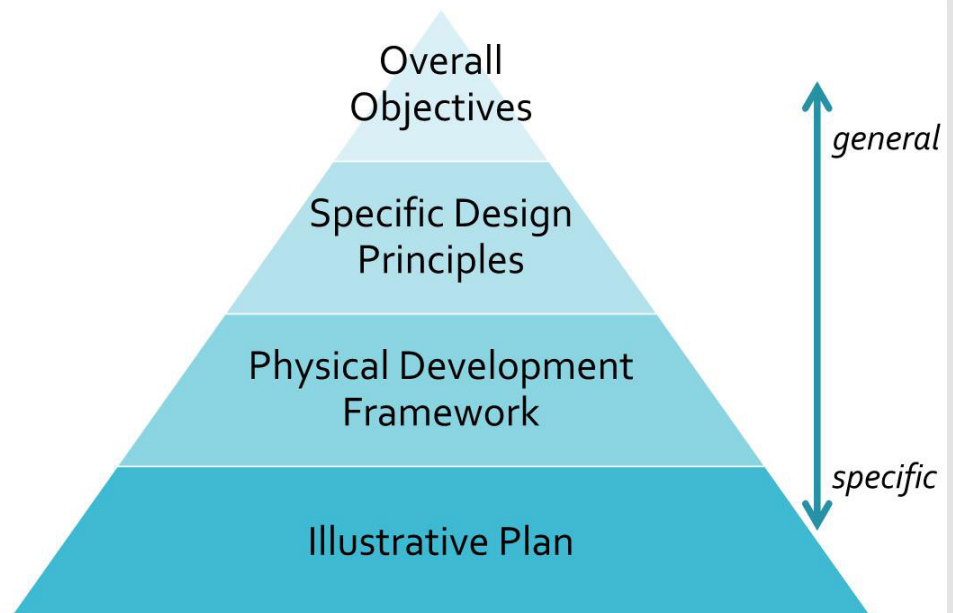 Overall
Objectives
general
Specific Design
Principles
Physical Development
Framework
specific
Illustrative Plan